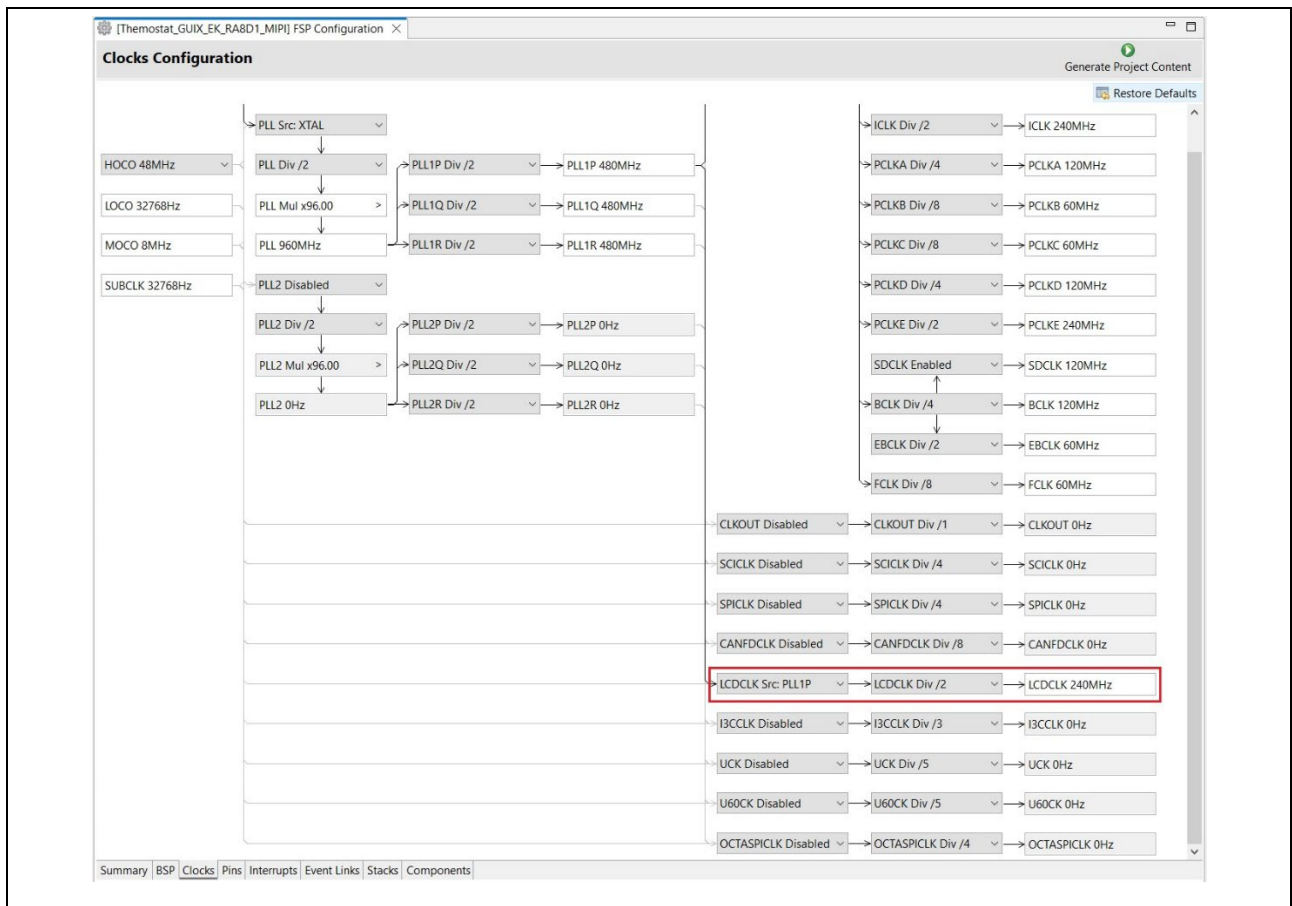 [Themostat_GUIX_EK_RA8D1_MIPI] FSP Configuration
Clocks Configuration
Generate Project Content
Restore Defaults
PLL Src: XTAL ICLK Div /2 ICLK 240MHz
HOCO 48MHz PLL Div /2 PLL1P Div /2 PLL1P 480MHz PCLKA Div /4 PCLKA 120MHz
LOCO 32768Hz PLL Mul x96.00 > PLL1Q Div /2 PLL1Q 480MHz PCLKB Div /8 PCLKB 60MHz
MOCO 8MHz PLL 960MHz PLL1R Div /2 PLL1R 480MHz PCLKC Div /8 PCLKC 60MHz
SUBCLK 32768Hz PLL2 Disabled PCLKD Div /4 PCLKD 120MHz
PLL2 Div /2 PLL2P Div /2 PLL2P 0Hz PCLKE Div /2 PCLKE 240MHz
PLL2 Mul x96.00 > PLL2Q Div /2 PLL2Q 0Hz SDCLK Enabled SDCLK 120MHz
PLL2 0Hz PLL2R Div /2 PLL2R 0Hz BCLK Div /4 BCLK 120MHz
EBCLK Div /2 EBCLK 60MHz
FCLK Div /8 FCLK 60MHz
CLKOUT Disabled CLKOUT Div /1 CLKOUT 0Hz
SCICLK Disabled SCICLK Div /4 SCICLK 0Hz
SPICLK Disabled SPICLK Div /4 SPICLK 0Hz
CANFDCLK Disabled CANFDCLK Div /8 CANFDCLK 0Hz
LCDCLK Src: PLL1P LCDCLK Div /2 LCDCLK 240MHz
I3CCLK Disabled I3CCLK Div /3 I3CCLK 0Hz
UCK Disabled UCK Div /5 UCK 0Hz
U60CK Disabled U60CK Div /5 U60CK 0Hz
OCTASPICLK Disabled OCTASPICLK Div /4 OCTASPICLK 0Hz
Summary BSP Clocks Pins Interrupts Event Links Stacks Components